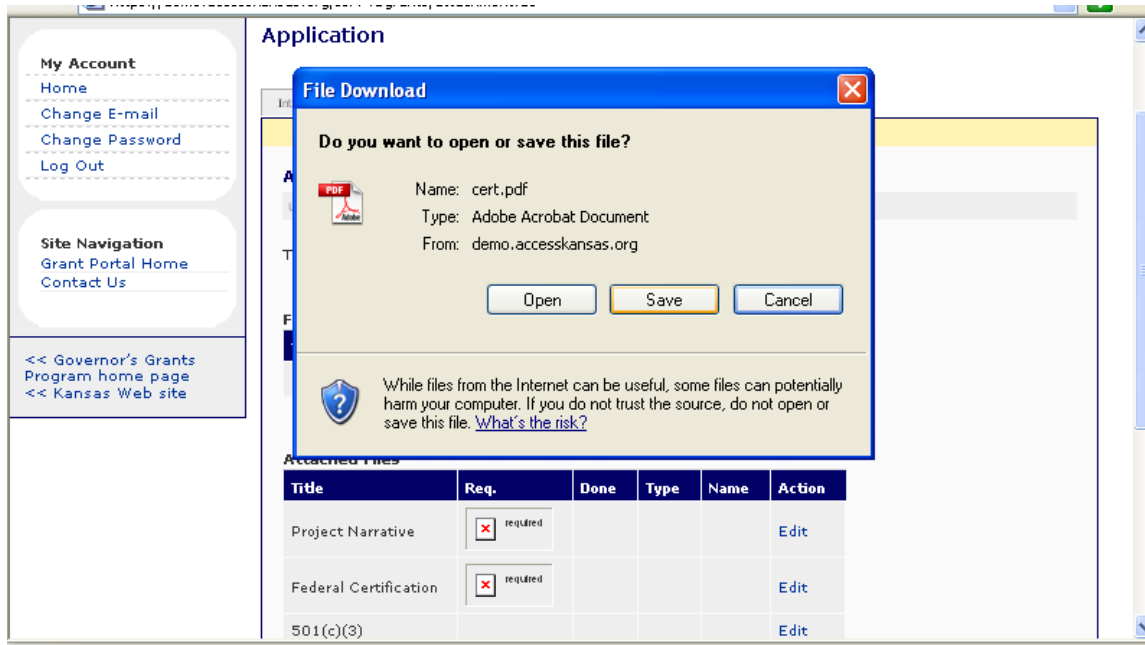 Application
My Account
Home
Change E-mail
Change Password
Log Out
Site Navigation
Grant Portal Home
Contact Us
<< Governor's Grants
Program home page
<< Kansas Web site
File Download
Do you want to open or save this file?
PDF
Adobe
Name: cert.pdf
Type: Adobe Acrobat Document
From: demo.accesskansas.org
Open Save Cancel
While files from the Internet can be useful, some files can potentially
harm your computer. If you do not trust the source, do not open or
save this file. What's the risk?
Attached Files
Title Req. Done Type Name Action
Project Narrative required Edit
Federal Certification required Edit
501(c)(3) Edit